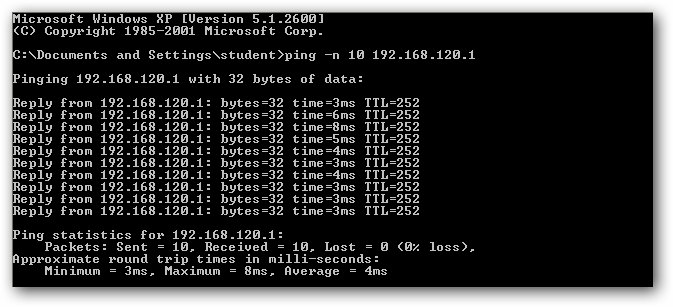 Microsoft Windows XP [Version 5.1.2600]
(C) Copyright 1985-2001 Microsoft Corp.
C:\Documents and Settings\student>ping -n 10 192.168.120.1
Pinging 192.168.120.1 with 32 bytes of data:
Reply from 192.168.120.1: bytes=32 time=3ms TTL=252
Reply from 192.168.120.1: bytes=32 time=6ms TTL=252
Reply from 192.168.120.1: bytes=32 time=8ms TTL=252
Reply from 192.168.120.1: bytes=32 time=5ms TTL=252
Reply from 192.168.120.1: bytes=32 time=4ms TTL=252
Reply from 192.168.120.1: bytes=32 time=3ms TTL=252
Reply from 192.168.120.1: bytes=32 time=4ms TTL=252
Reply from 192.168.120.1: bytes=32 time=3ms TTL=252
Reply from 192.168.120.1: bytes=32 time=3ms TTL=252
Reply from 192.168.120.1: bytes=32 time=3ms TTL=252
Ping statistics for 192.168.120.1:
Packets: Sent = 10, Received = 10, Lost = 0 (0% loss),
Approximate round trip times in milli-seconds:
Minimum = 3ms, Maximum = 8ms, Average = 4ms